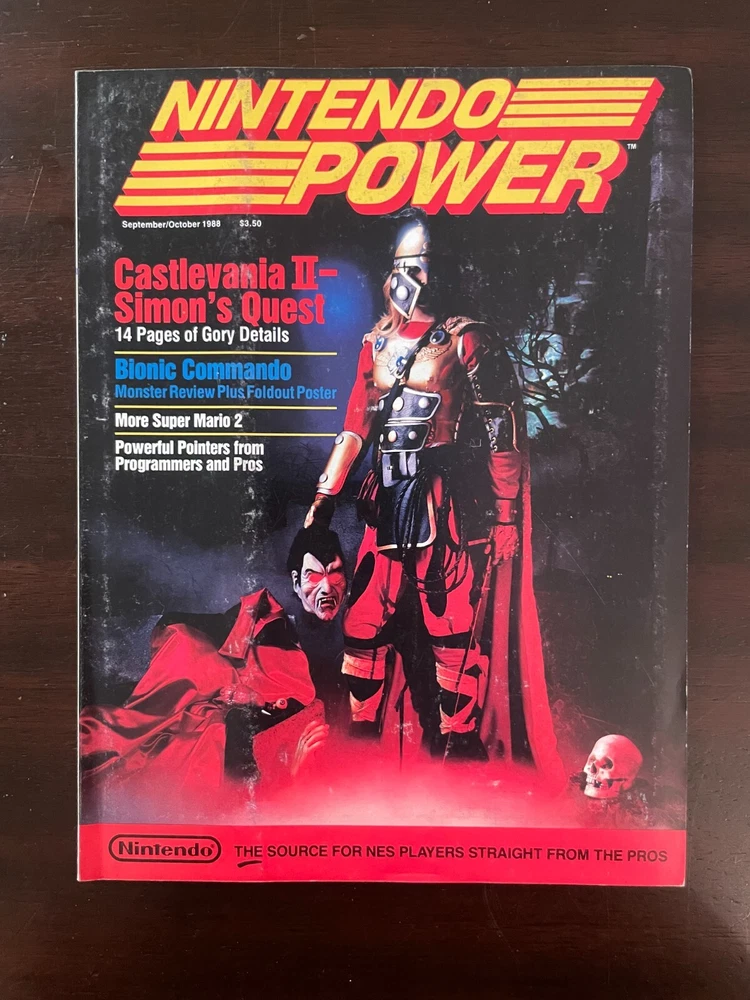 NINTENDO
POWER™
September/October 1988 $3.50
Castlevania II-
Simon's Quest
14 Pages of Gory Details
Bionic Commando
Monster Review Plus Foldout Poster
More Super Mario 2
Powerful Pointers from
Programmers and Pros
Nintendo® THE SOURCE FOR NES PLAYERS STRAIGHT FROM THE PROS